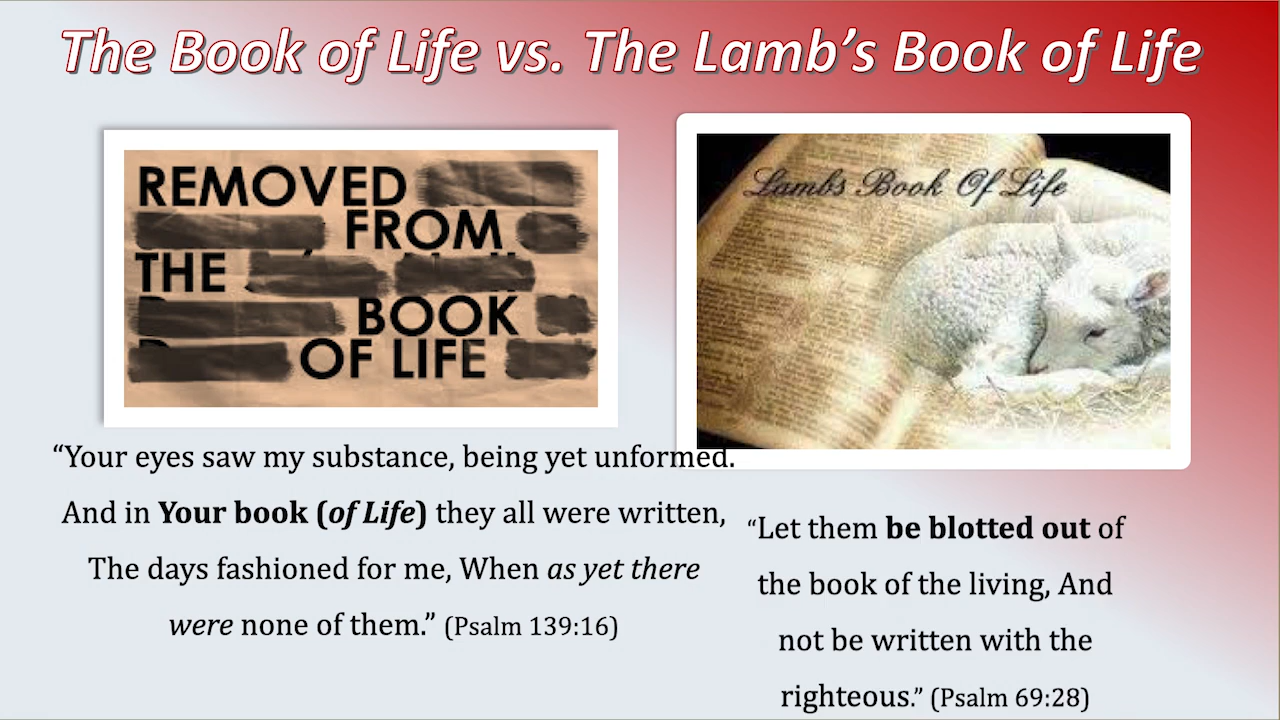 The Book of Life vs. The Lamb’s Book of Life
REMOVED
FROM
THE
BOOK
OF LIFE
Lambs Book Of Life
“Your eyes saw my substance, being yet unformed.
And in Your book (of Life) they all were written,
The days fashioned for me, When as yet there
were none of them.” (Psalm 139:16)
“Let them be blotted out of
the book of the living, And
not be written with the
righteous.” (Psalm 69:28)